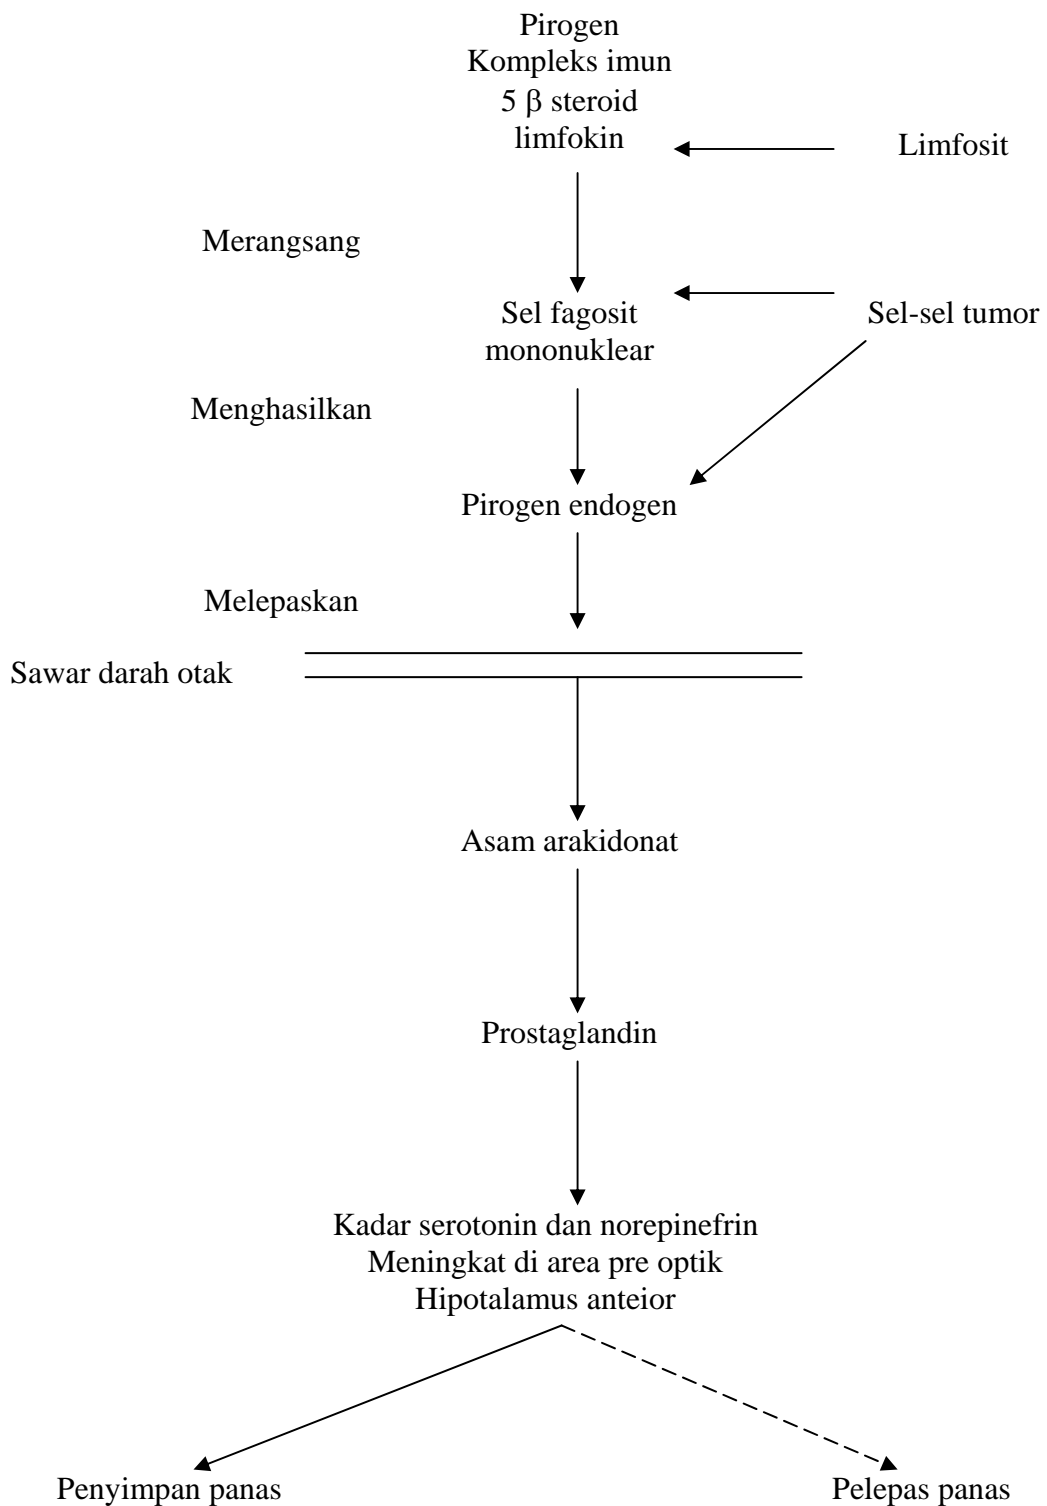 Pirogen
Kompleks imun
5 β steroid
limfokin
Limfosit
Merangsang
Sel fagosit
mononuklear
Sel-sel tumor
Menghasilkan
Pirogen endogen
Melepaskan
Sawar darah otak
Asam arakidonat
Prostaglandin
Kadar serotonin dan norepinefrin
Meningkat di area pre optik
Hipotalamus anteior
Penyimpan panas
Pelepas panas